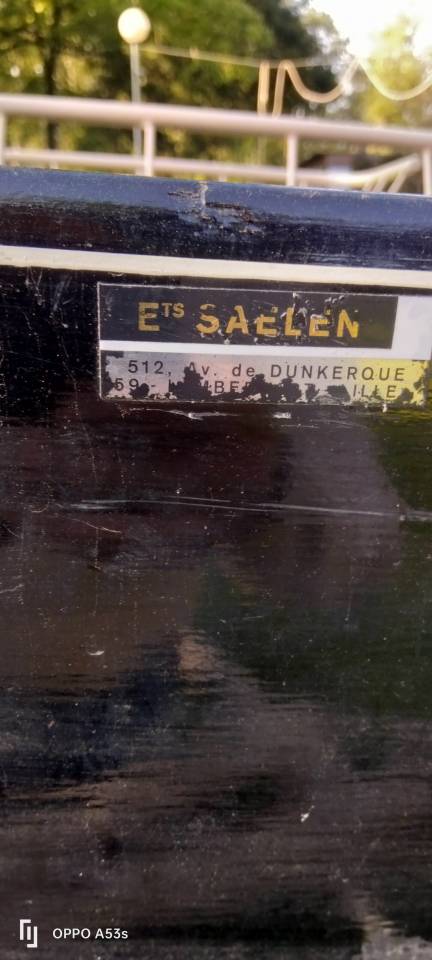 ETS SAELEN
512, Av. de DUNKERQUE
59
OPPO A53s